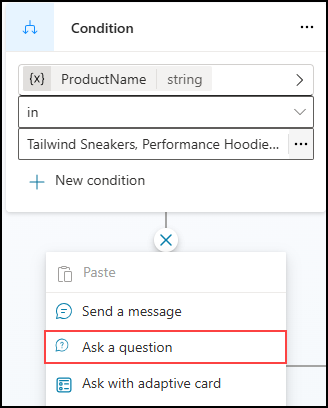 Condition
{x} ProductName string
in
Tailwind Sneakers, Performance Hoodie...
New condition
Paste
Send a message
Ask a question
Ask with adaptive card